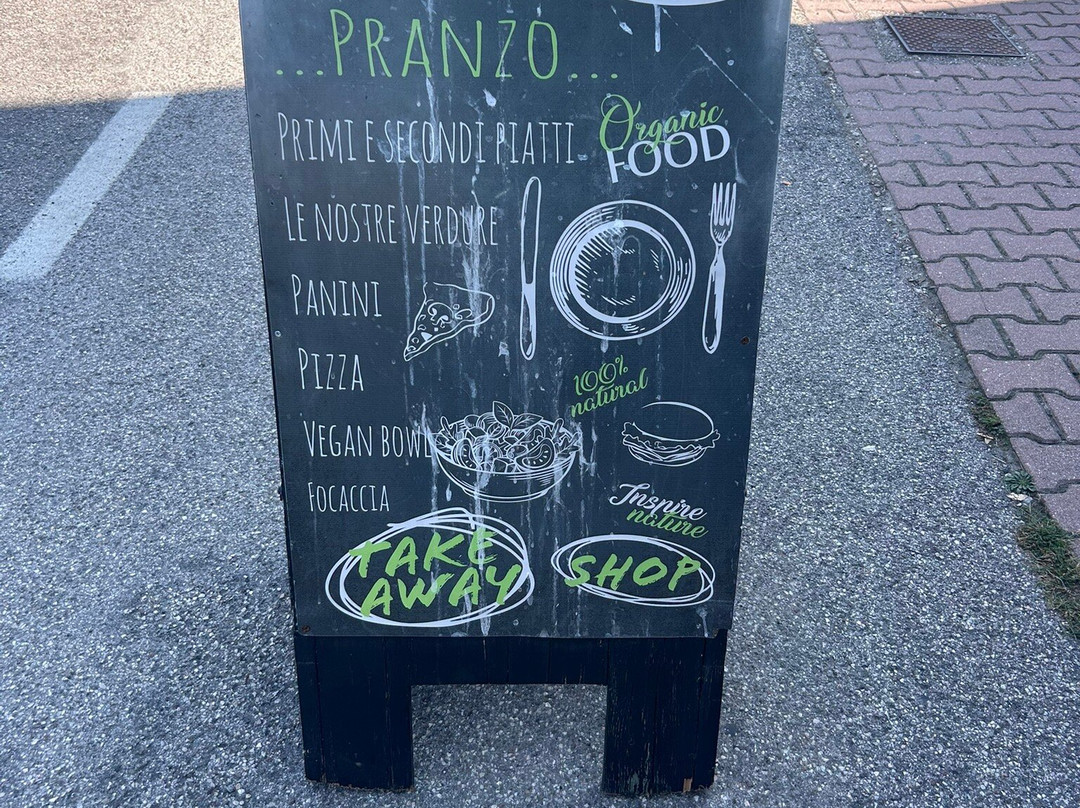 ...PRANZO...
PRIMI E SECONDI PIATTI
Organic
FOOD
LE NOSTRE VERDURE
PANINI
PIZZA
100%
natural
VEGAN BOWL
FOCACCIA
Inspire
nature
TAKE
AWAY
SHOP